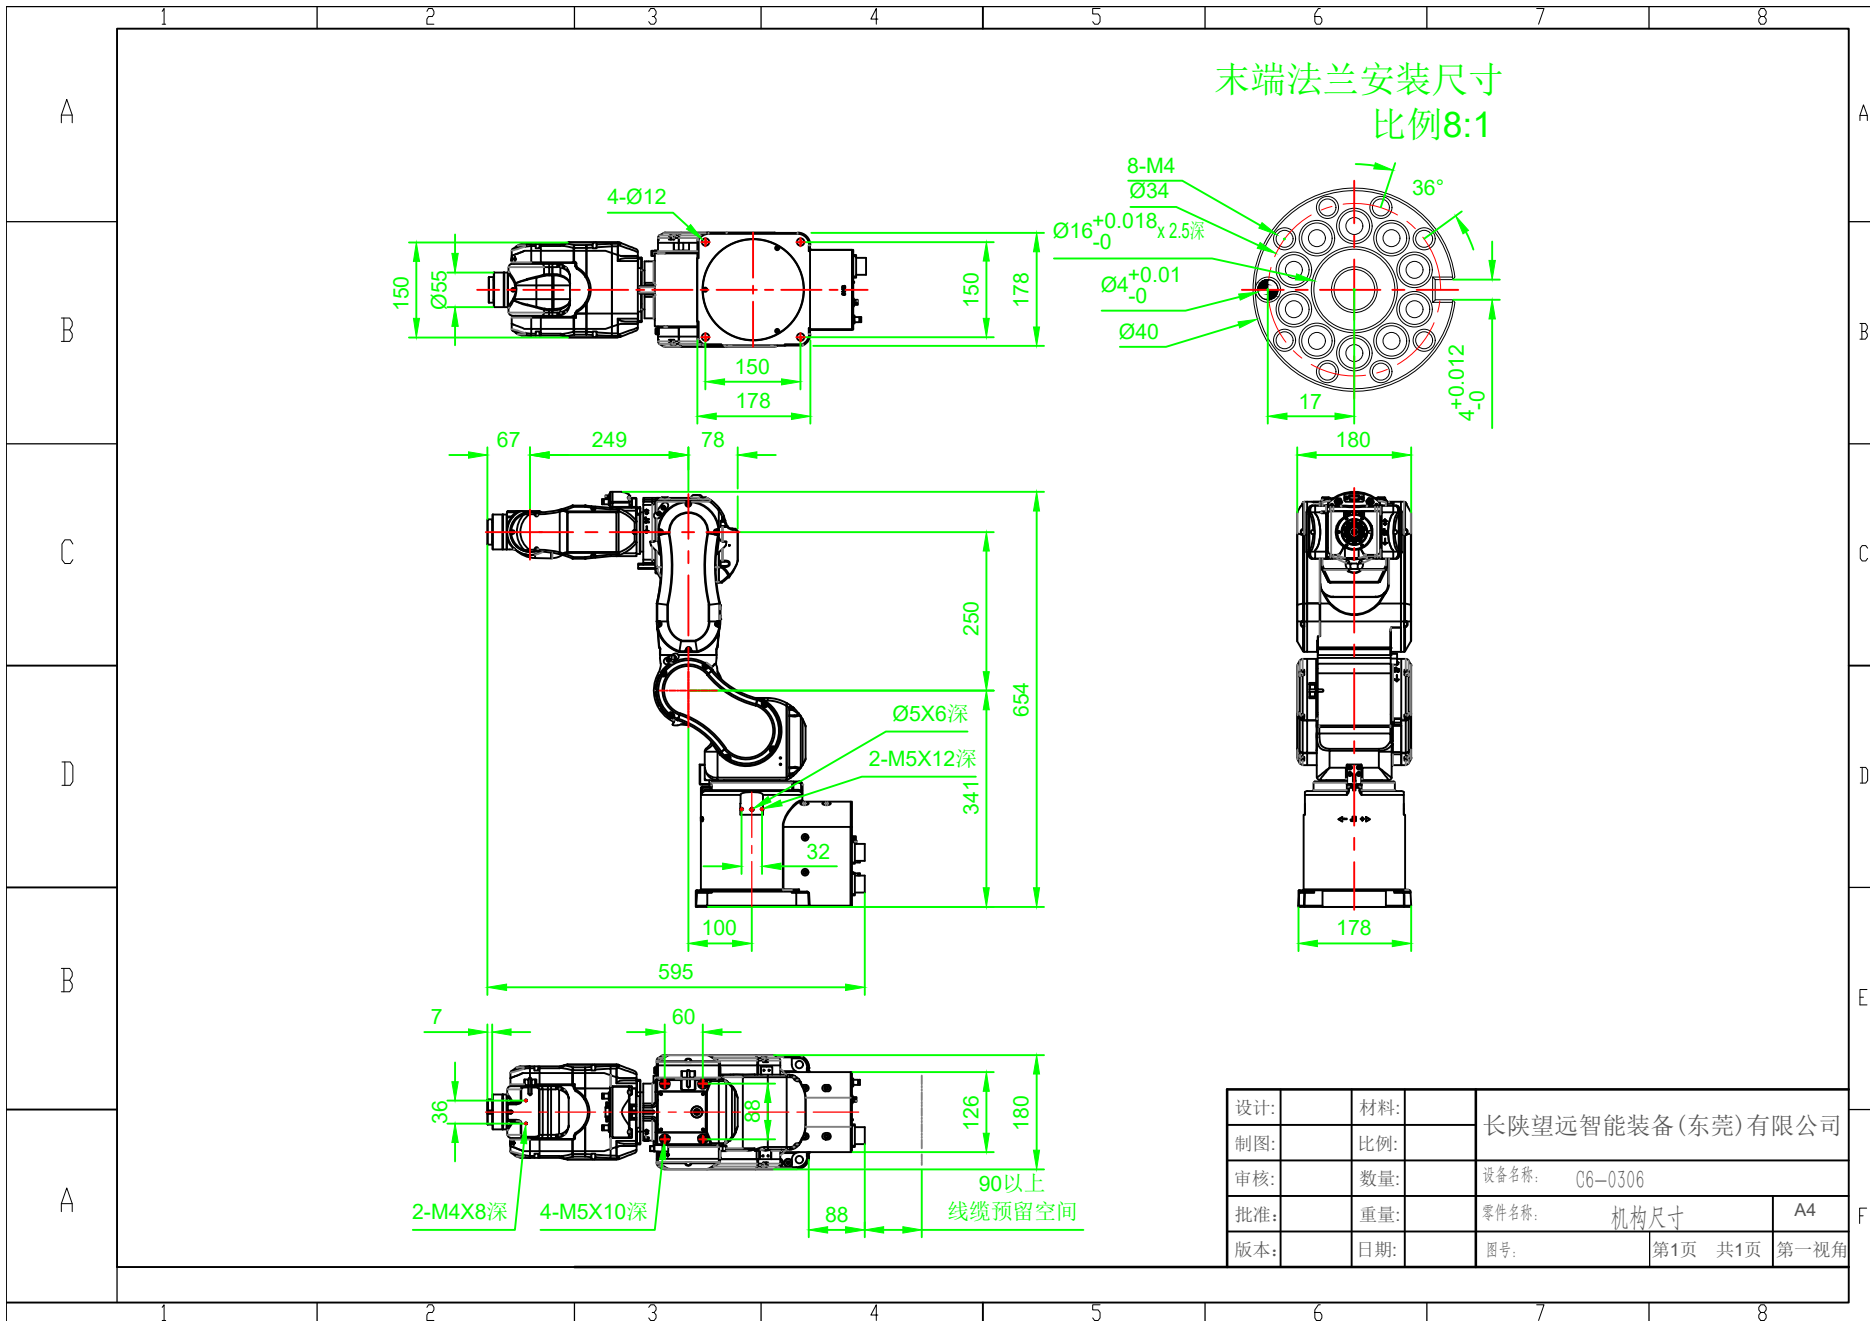 1 2 3 4 5 6 7 8
A
B
C
D
B
A
A
B
C
D
E
F
末端法兰安装尺寸
比例8:1
8-M4
Ø34
Ø16+0.018-0 x 2.5深
Ø4+0.01-0
Ø40
36°
17
4+0.012-0
4-Ø12
150
Ø55
150
178
150
178
67
249
78
180
250
654
341
Ø5X6深
2-M5X12深
32
100
595
178
7
60
36
88
126
180
2-M4X8深
4-M5X10深
88
90以上
线缆预留空间
设计: 材料: 长陕望远智能装备(东莞)有限公司
制图: 比例:
审核: 数量: 设备名称: C6-0306
批准: 重量: 零件名称: 机构尺寸 A4
版本: 日期: 图号: 第1页 共1页 第一视角
1 2 3 4 5 6 7 8